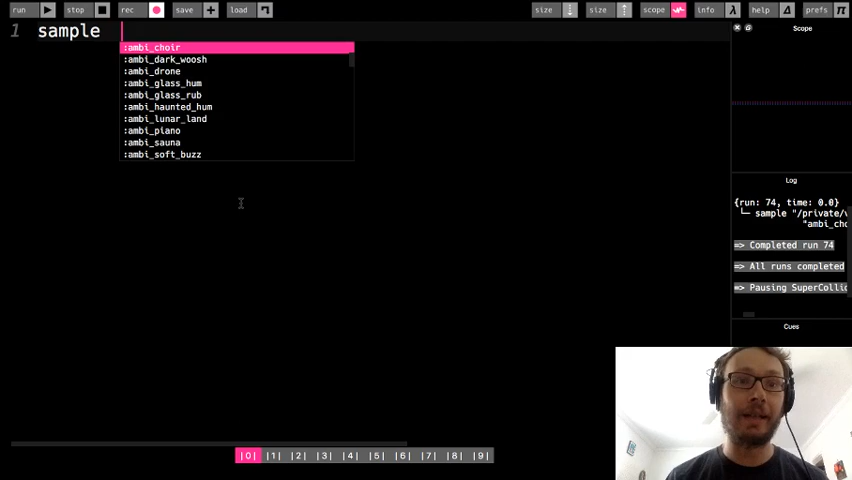 run stop rec save load size size scope info help prefs
1 sample
:ambi_choir
:ambi_dark_woosh
:ambi_drone
:ambi_glass_hum
:ambi_glass_rub
:ambi_haunted_hum
:ambi_lunar_land
:ambi_piano
:ambi_sauna
:ambi_soft_buzz
Scope
Log
{run: 74, time: 0.0}
└─ sample "/private/v
"ambi_cho
=> Completed run 74
=> All runs completed
=> Pausing SuperCollid
Cues
|0| |1| |2| |3| |4| |5| |6| |7| |8| |9|